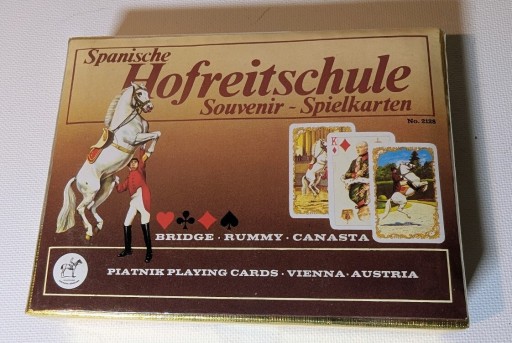 Spanische
Hofreitschule
Souvenir - Spielkarten
No. 2128
K
BRIDGE · RUMMY · CANASTA
PIATNIK PLAYING CARDS · VIENNA · AUSTRIA